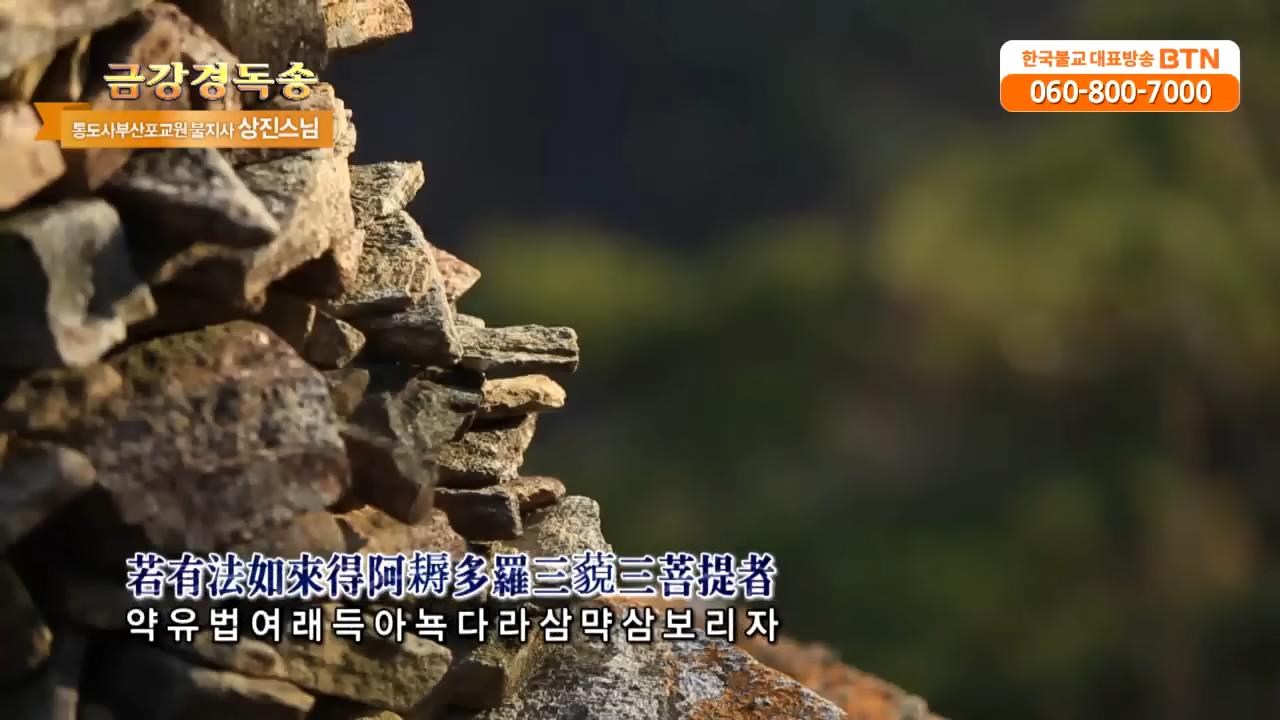 금강경독송
통도사부산포교원 불지사 상진스님
한국불교 대표방송 BTN
060-800-7000
若有法如來得阿耨多羅三藐三菩提者
약유법여래득아뇩다라삼먁삼보리자